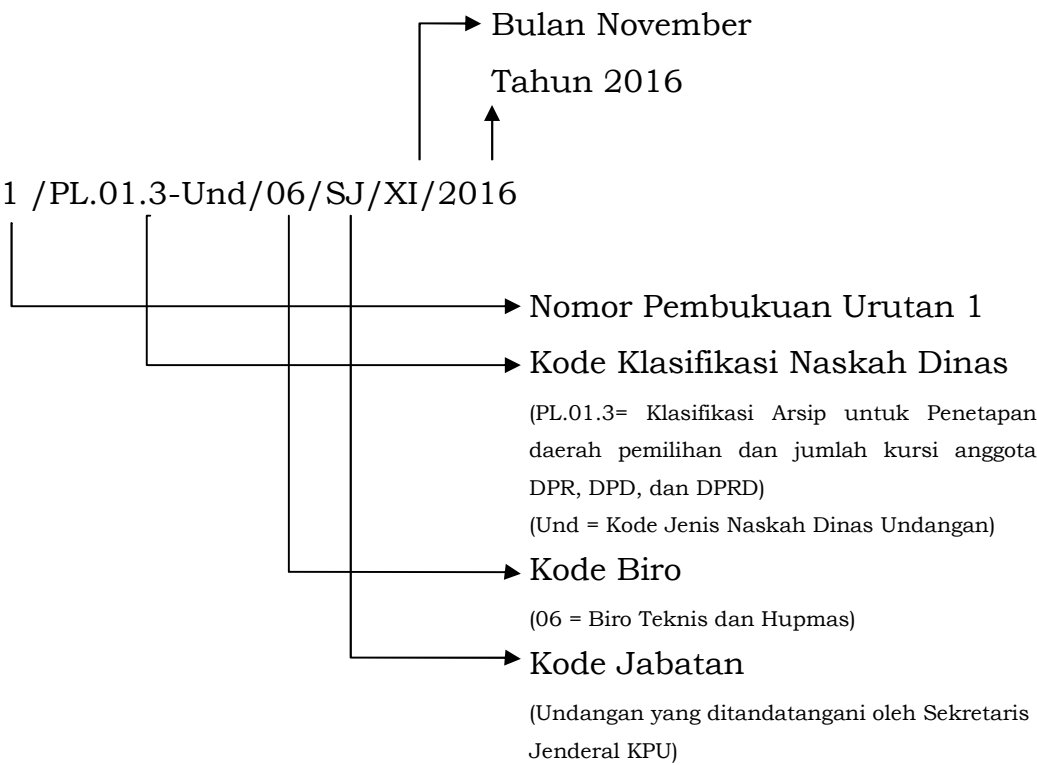 Bulan November
Tahun 2016
1 /PL.01.3-Und/06/SJ/XI/2016
Nomor Pembukuan Urutan 1
Kode Klasifikasi Naskah Dinas
(PL.01.3= Klasifikasi Arsip untuk Penetapan
daerah pemilihan dan jumlah kursi anggota
DPR, DPD, dan DPRD)
(Und = Kode Jenis Naskah Dinas Undangan)
Kode Biro
(06 = Biro Teknis dan Hupmas)
Kode Jabatan
(Undangan yang ditandatangani oleh Sekretaris
Jenderal KPU)